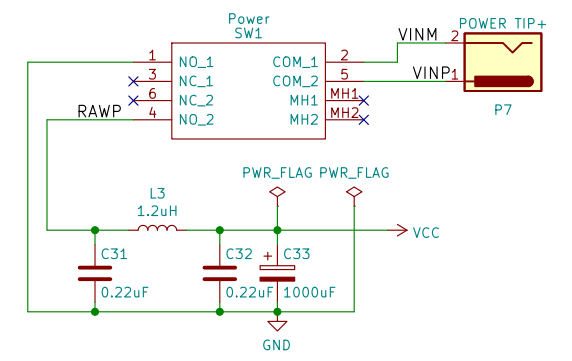 Power
SW1
POWER TIP+
VINM
2
1
NO_1
COM_1
2
3
NC_1
COM_2
5
VINP
1
6
NC_2
MH1
MH1
RAWP
4
NO_2
MH2
MH2
P7
PWR_FLAG
PWR_FLAG
L3
1.2uH
VCC
C31
C32
+
C33
0.22uF
0.22uF
1000uF
GND